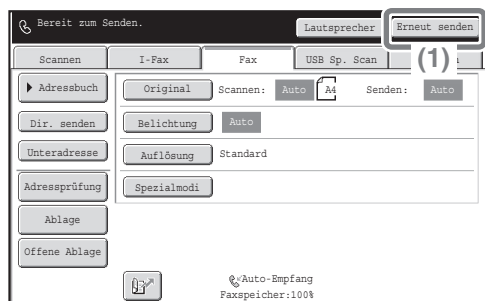 Bereit zum Senden.
Lautsprecher
Erneut senden
Scannen
I-Fax
Fax
USB Sp. Scan
(1)
Adressbuch
Original
Scannen:
Auto
A4
Senden:
Auto
Dir. senden
Belichtung
Auto
Unteradresse
Auflösung
Standard
Adressprüfung
Spezialmodi
Ablage
Offene Ablage
Auto-Empfang
Faxspeicher:100%